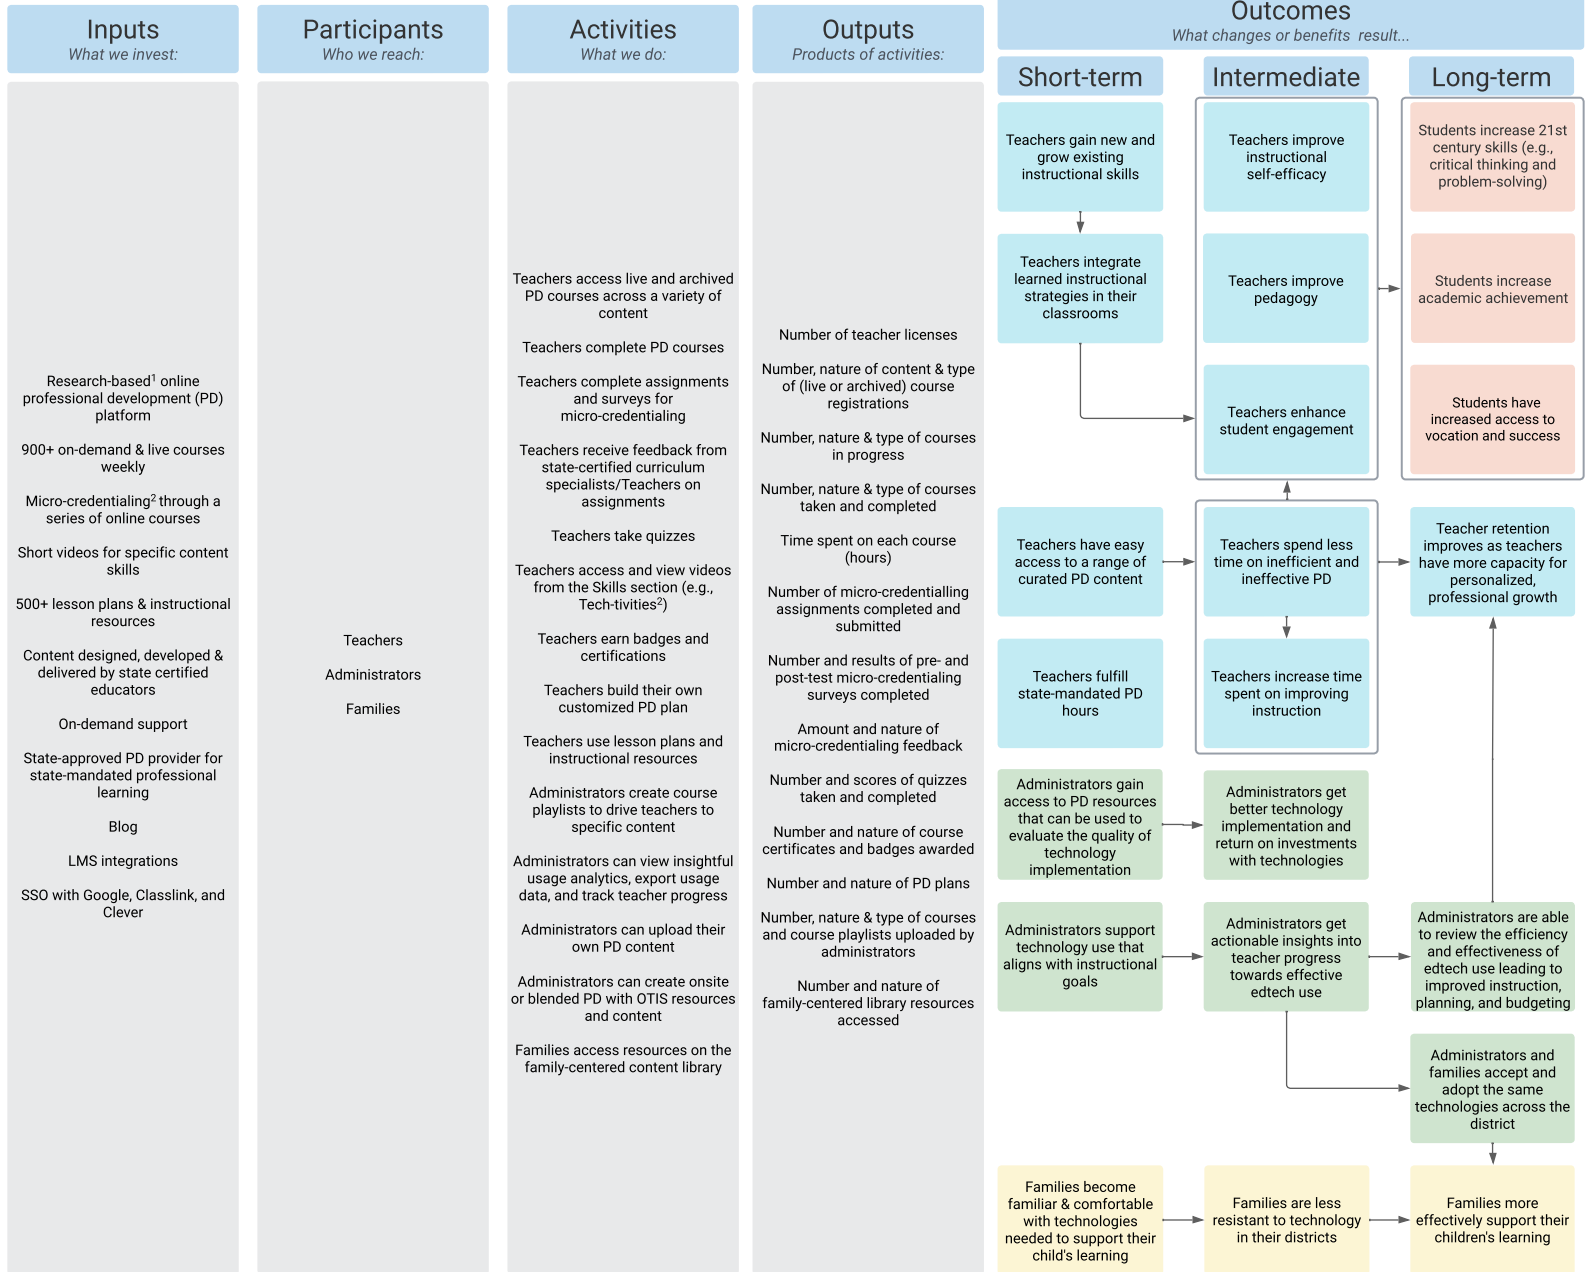 Inputs
What we invest:
Research-based1 online
professional development (PD)
platform
900+ on-demand & live courses
weekly
Micro-credentialing2 through a
series of online courses
Short videos for specific content
skills
500+ lesson plans & instructional
resources
Content designed, developed &
delivered by state certified
educators
On-demand support
State-approved PD provider for
state-mandated professional
learning
Blog
LMS integrations
SSO with Google, Classlink, and
Clever
Participants
Who we reach:
Teachers
Administrators
Families
Activities
What we do:
Teachers access live and archived
PD courses across a variety of
content
Teachers complete PD courses
Teachers complete assignments
and surveys for
micro-credentialing
Teachers receive feedback from
state-certified curriculum
specialists/Teachers on
assignments
Teachers take quizzes
Teachers access and view videos
from the Skills section (e.g.,
Tech-tivities2)
Teachers earn badges and
certifications
Teachers build their own
customized PD plan
Teachers use lesson plans and
instructional resources
Administrators create course
playlists to drive teachers to
specific content
Administrators can view insightful
usage analytics, export usage
data, and track teacher progress
Administrators can upload their
own PD content
Administrators can create onsite
or blended PD with OTIS resources
and content
Families access resources on the
family-centered content library
Outputs
Products of activities:
Number of teacher licenses
Number, nature of content & type
of (live or archived) course
registrations
Number, nature & type of courses
in progress
Number, nature & type of courses
taken and completed
Time spent on each course
(hours)
Number of micro-credentialling
assignments completed and
submitted
Number and results of pre- and
post-test micro-credentialing
surveys completed
Amount and nature of
micro-credentialing feedback
Number and scores of quizzes
taken and completed
Number and nature of course
certificates and badges awarded
Number and nature of PD plans
Number, nature & type of courses
and course playlists uploaded by
administrators
Number and nature of
family-centered library resources
accessed
Outcomes
What changes or benefits result...
Short-term
Intermediate
Long-term
Teachers gain new and
grow existing
instructional skills
Teachers improve
instructional
self-efficacy
Students increase 21st
century skills (e.g.,
critical thinking and
problem-solving)
Teachers integrate
learned instructional
strategies in their
classrooms
Teachers improve
pedagogy
Students increase
academic achievement
Teachers enhance
student engagement
Students have
increased access to
vocation and success
Teachers have easy
access to a range of
curated PD content
Teachers spend less
time on inefficient and
ineffective PD
Teacher retention
improves as teachers
have more capacity for
personalized,
professional growth
Teachers fulfill
state-mandated PD
hours
Teachers increase time
spent on improving
instruction
Administrators gain
access to PD resources
that can be used to
evaluate the quality of
technology
implementation
Administrators get
better technology
implementation and
return on investments
with technologies
Administrators support
technology use that
aligns with instructional
goals
Administrators get
actionable insights into
teacher progress
towards effective
edtech use
Administrators are able
to review the efficiency
and effectiveness of
edtech use leading to
improved instruction,
planning, and budgeting
Administrators and
families accept and
adopt the same
technologies across the
district
Families become
familiar & comfortable
with technologies
needed to support their
child's learning
Families are less
resistant to technology
in their districts
Families more
effectively support their
children's learning